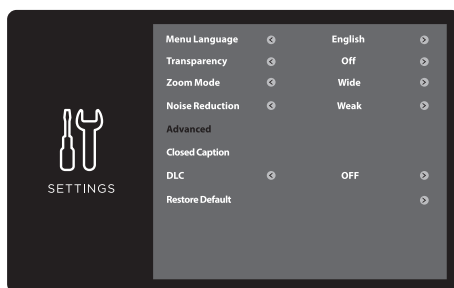 Menu Language English
Transparency Off
Zoom Mode Wide
Noise Reduction Weak
Advanced
Closed Caption
DLC OFF
Restore Default
SETTINGS